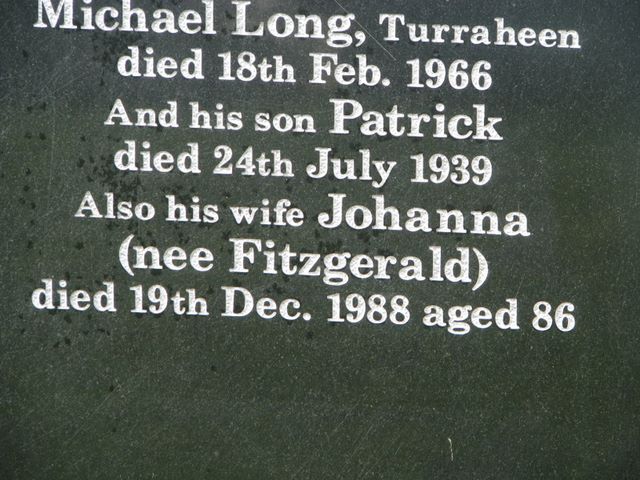 Michael Long, Turraheen
died 18th Feb. 1966
And his son Patrick
died 24th July 1939
Also his wife Johanna
(nee Fitzgerald)
died 19th Dec. 1988 aged 86